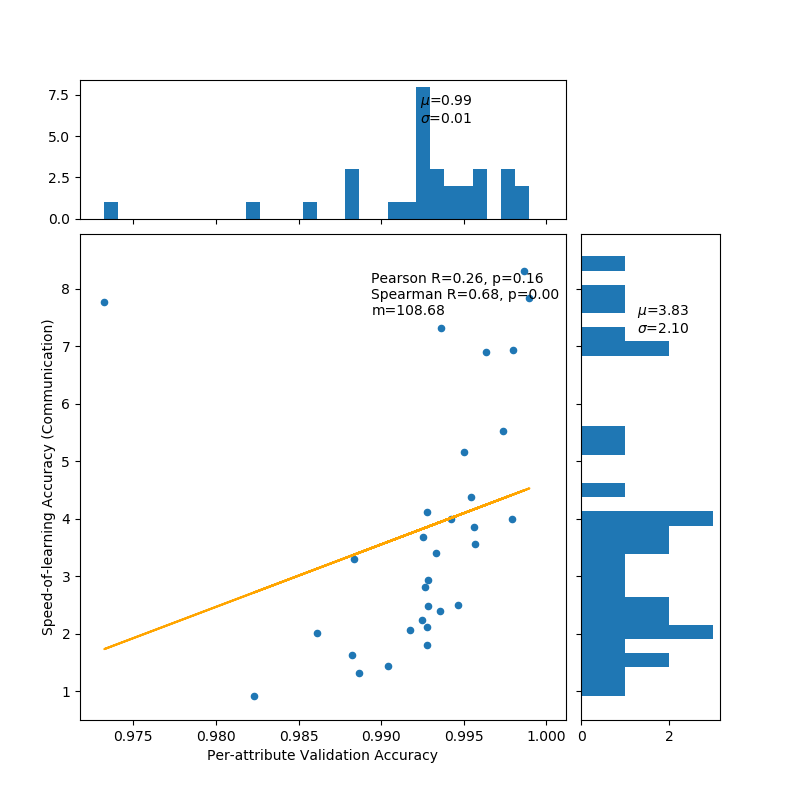 7.5
5.0
2.5
0.0
μ=0.99
σ=0.01
8
7
6
5
4
3
2
1
Speed-of-learning Accuracy (Communication)
Pearson R=0.26, p=0.16
Spearman R=0.68, p=0.00
m=108.68
0.975 0.980 0.985 0.990 0.995 1.000
Per-attribute Validation Accuracy
μ=3.83
σ=2.10
0 2